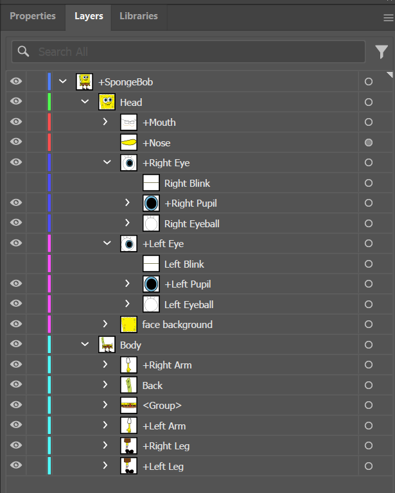 Properties Layers Libraries
Search All
+SpongeBob
Head
+Mouth
+Nose
+Right Eye
Right Blink
+Right Pupil
Right Eyeball
+Left Eye
Left Blink
+Left Pupil
Left Eyeball
face background
Body
+Right Arm
Back
<Group>
+Left Arm
+Right Leg
+Left Leg